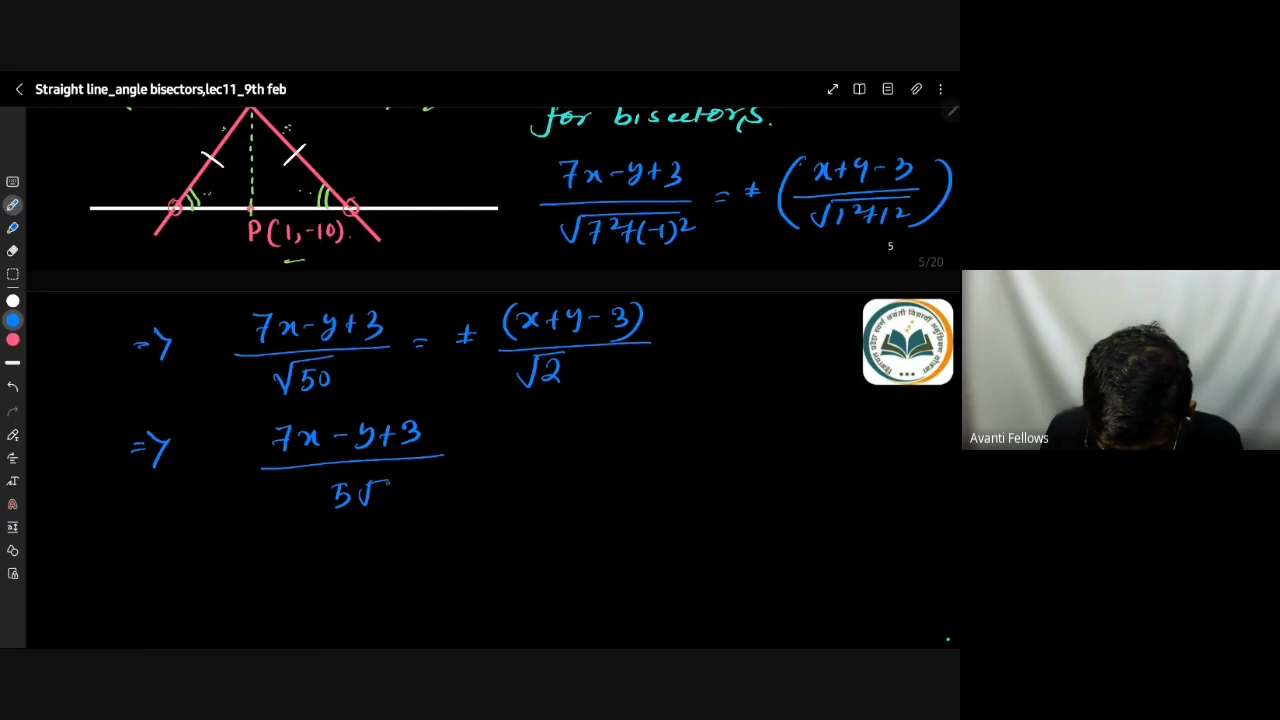 Straight line_angle bisectors,lec11_9th feb
for bisectors.
7x-y+3 / √7²+(-1)² = ± (x+y-3 / √1²+1²)
P(1,-10).
5
5/20
=> 7x-y+3 / √50 = ± (x+y-3) / √2
=> 7x-y+3 / 5√
Avanti Fellows